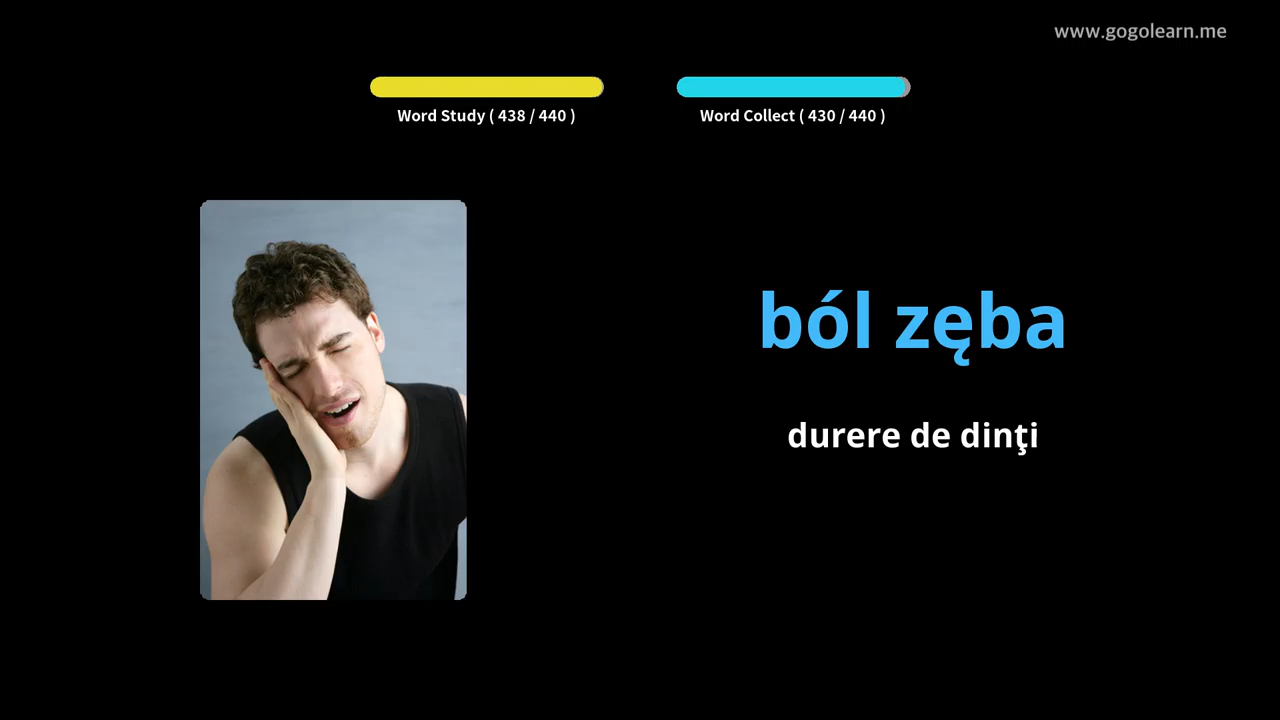 www.gogolearn.me
Word Study ( 438 / 440 )
Word Collect ( 430 / 440 )
ból zęba
durere de dinţi